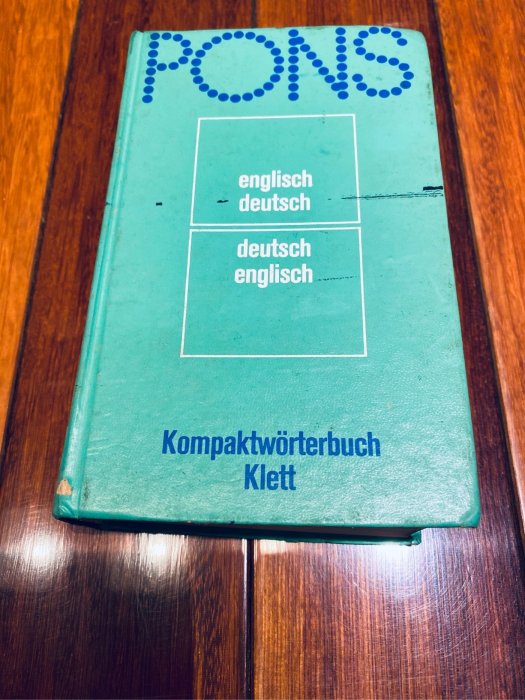 PONS
englisch
deutsch
deutsch
englisch
Kompaktwörterbuch
Klett